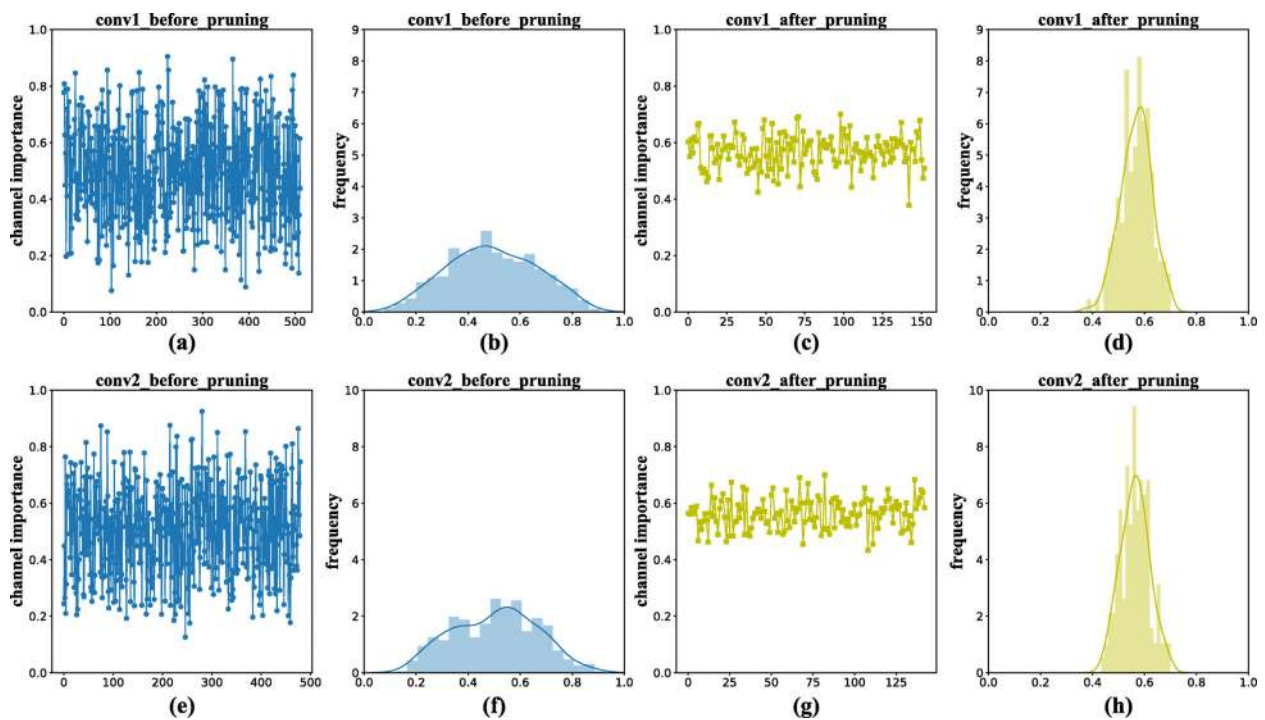 conv1_before_pruning
channel importance
1.0
0.8
0.6
0.4
0.2
0.0
0 100 200 300 400 500
(a)
conv1_before_pruning
frequency
9
8
7
6
5
4
3
2
1
0
0.0 0.2 0.4 0.6 0.8 1.0
(b)
conv1_after_pruning
channel importance
1.0
0.8
0.6
0.4
0.2
0.0
0 25 50 75 100 125 150
(c)
conv1_after_pruning
frequency
9
8
7
6
5
4
3
2
1
0
0.0 0.2 0.4 0.6 0.8 1.0
(d)
conv2_before_pruning
channel importance
1.0
0.8
0.6
0.4
0.2
0.0
0 100 200 300 400 500
(e)
conv2_before_pruning
frequency
10
8
6
4
2
0
0.0 0.2 0.4 0.6 0.8 1.0
(f)
conv2_after_pruning
channel importance
1.0
0.8
0.6
0.4
0.2
0.0
0 25 50 75 100 125
(g)
conv2_after_pruning
frequency
10
8
6
4
2
0
0.0 0.2 0.4 0.6 0.8 1.0
(h)